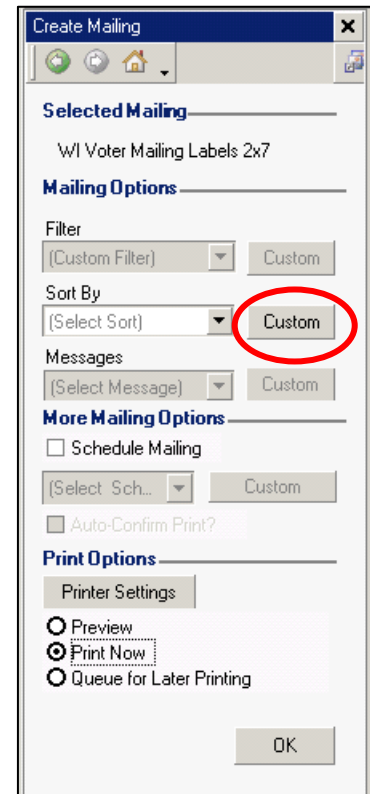 Create Mailing
Selected Mailing
WI Voter Mailing Labels 2x7
Mailing Options
Filter
(Custom Filter) Custom
Sort By
(Select Sort) Custom
Messages
(Select Message) Custom
More Mailing Options
Schedule Mailing
(Select Sch... Custom
Auto-Confirm Print?
Print Options
Printer Settings
Preview
Print Now
Queue for Later Printing
OK